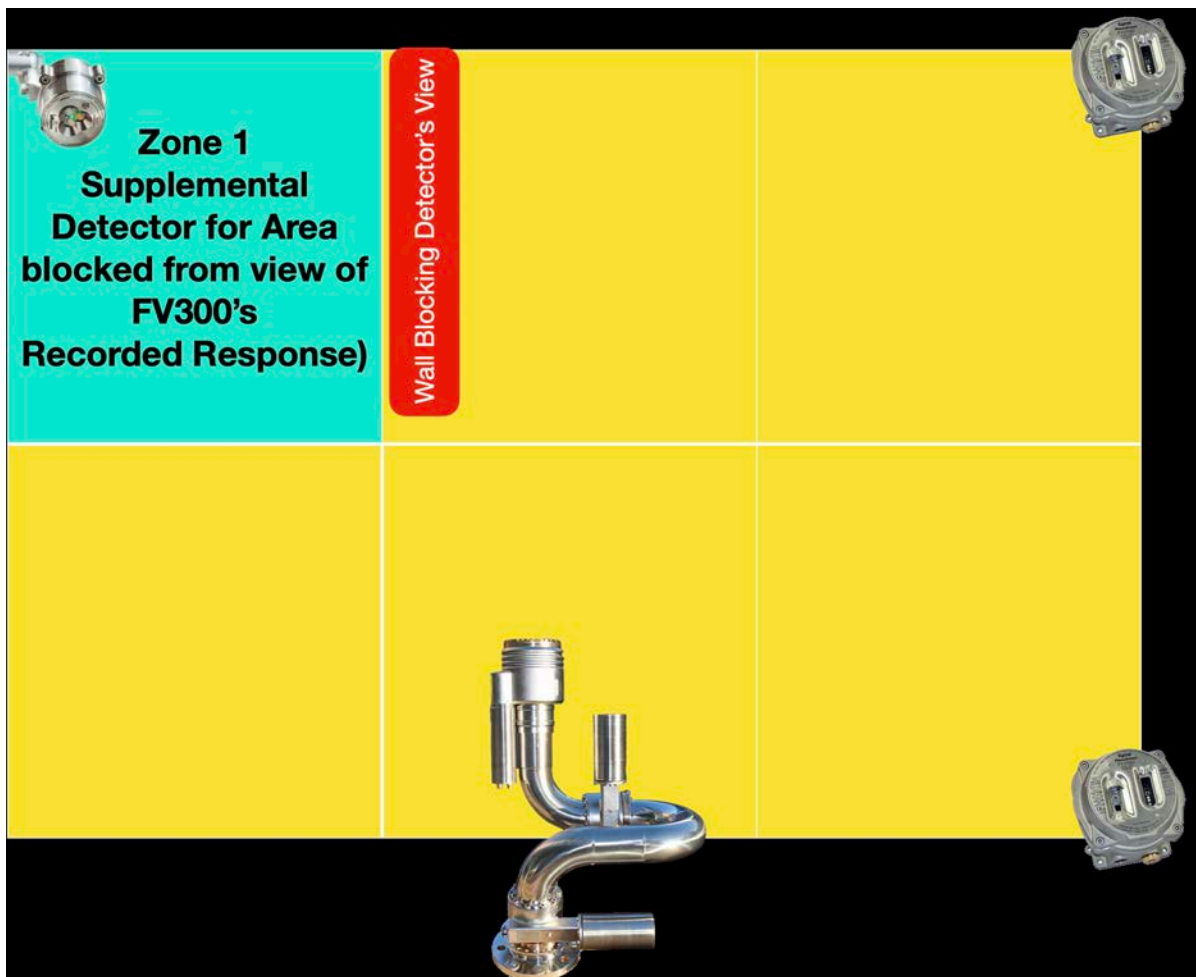 Zone 1
Supplemental
Detector for Area
blocked from view of
FV300's
Recorded Response)
Wall Blocking Detector's View